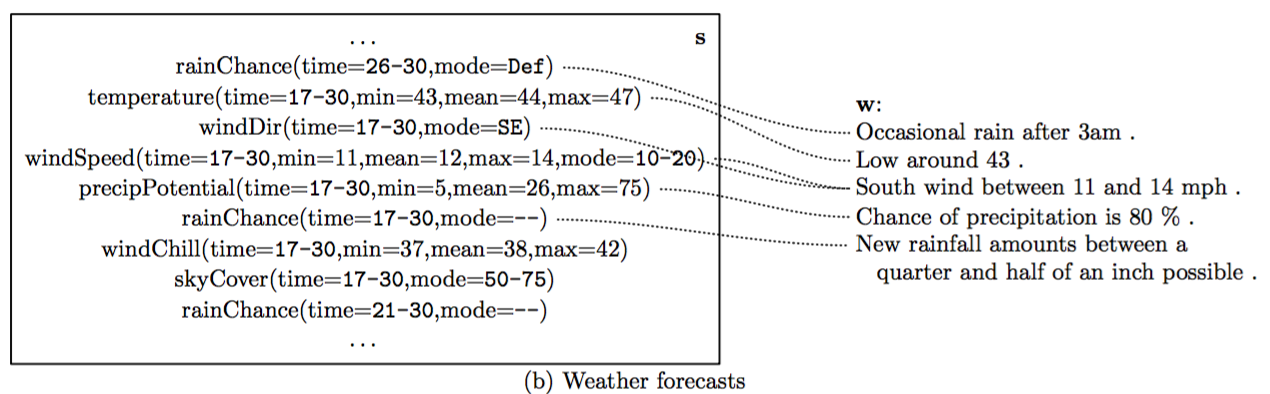 ...
s
rainChance(time=26-30,mode=Def)
temperature(time=17-30,min=43,mean=44,max=47)
windDir(time=17-30,mode=SE)
windSpeed(time=17-30,min=11,mean=12,max=14,mode=10-20)
precipPotential(time=17-30,min=5,mean=26,max=75)
rainChance(time=17-30,mode=--)
windChill(time=17-30,min=37,mean=38,max=42)
skyCover(time=17-30,mode=50-75)
rainChance(time=21-30,mode=--)
...
w:
Occasional rain after 3am .
Low around 43 .
South wind between 11 and 14 mph .
Chance of precipitation is 80 % .
New rainfall amounts between a
quarter and half of an inch possible .
(b) Weather forecasts